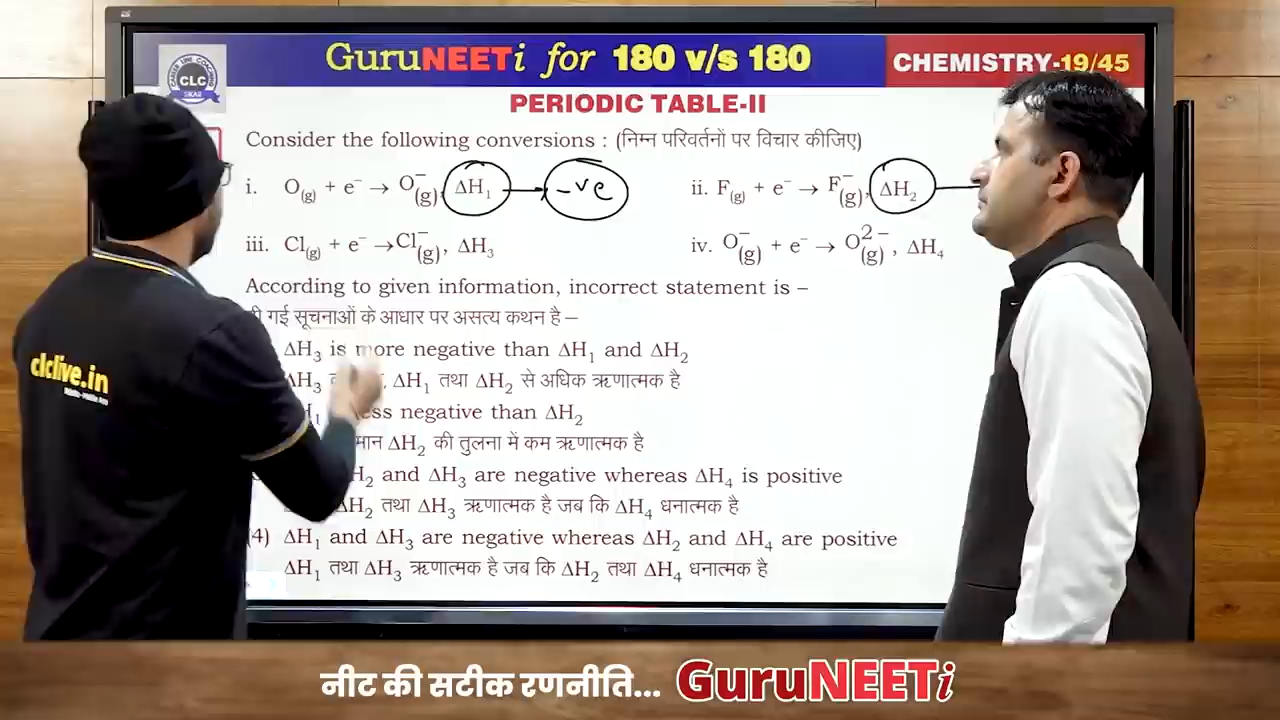 GuruNEETi for 180 v/s 180
CHEMISTRY-19/45
CLC
SIKAR
PERIODIC TABLE-II
Consider the following conversions : (निम्न परिवर्तनों पर विचार कीजिए)
i. O(g) + e⁻ → O⁻(g), ΔH₁ -ve
ii. F(g) + e⁻ → F⁻(g), ΔH₂
iii. Cl(g) + e⁻ → Cl⁻(g), ΔH₃
iv. O⁻(g) + e⁻ → O²⁻(g), ΔH₄
According to given information, incorrect statement is –
गई सूचनाओं के आधार पर असत्य कथन है –
ΔH₃ is more negative than ΔH₁ and ΔH₂
ΔH₃ ΔH₁ तथा ΔH₂ से अधिक ऋणात्मक है
less negative than ΔH₂
मान ΔH₂ की तुलना में कम ऋणात्मक है
H₂ and ΔH₃ are negative whereas ΔH₄ is positive
ΔH₂ तथा ΔH₃ ऋणात्मक है जब कि ΔH₄ धनात्मक है
(4) ΔH₁ and ΔH₃ are negative whereas ΔH₂ and ΔH₄ are positive
ΔH₁ तथा ΔH₃ ऋणात्मक है जब कि ΔH₂ तथा ΔH₄ धनात्मक है
clclive.in
नीट की सटीक रणनीति... GuruNEETi